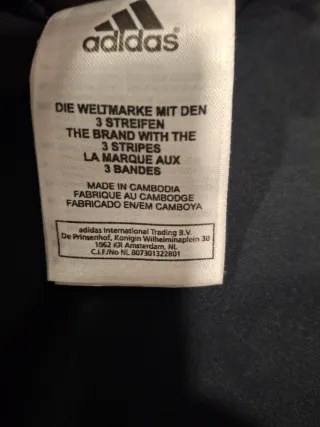 adidas
DIE WELTMARKE MIT DEN
3 STREIFEN
THE BRAND WITH THE
3 STRIPES
LA MARQUE AUX
3 BANDES
MADE IN CAMBODIA
FABRIQUE AU CAMBODGE
FABRICADO EN/EM CAMBOYA
adidas International Trading B.V.
De Prinsenhof, Konigin Wilhelminaplein 30
1062 KR Amsterdam, NL
C.I.F/No NL 807301322B01